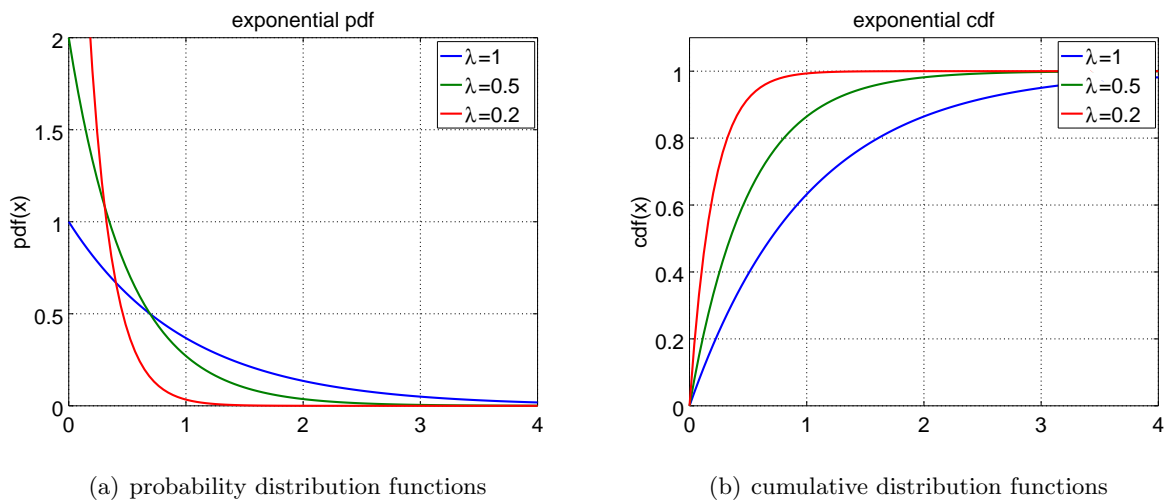 exponential pdf
λ=1
λ=0.5
λ=0.2
pdf(x)
2
1.5
1
0.5
0
0 1 2 3 4
(a) probability distribution functions
exponential cdf
λ=1
λ=0.5
λ=0.2
cdf(x)
1
0.8
0.6
0.4
0.2
0
0 1 2 3 4
(b) cumulative distribution functions